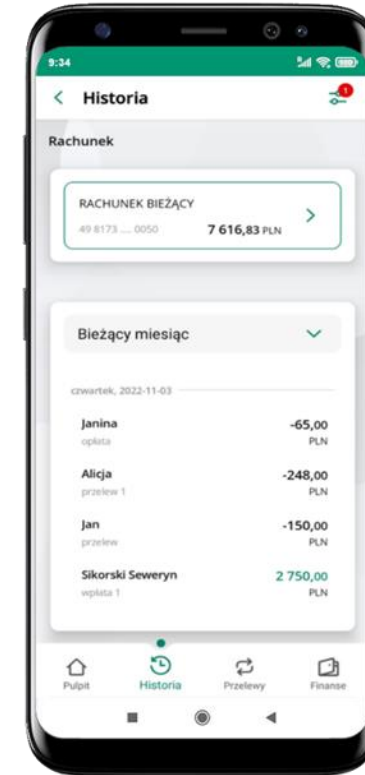 9:34
Historia
1
Rachunek
RACHUNEK BIEŻĄCY
49 8173 .... 0050 7 616,83 PLN
Bieżący miesiąc
czwartek, 2022-11-03
Janina -65,00
opłata PLN
Alicja -248,00
przelew 1 PLN
Jan -150,00
przelew PLN
Sikorski Seweryn 2 750,00
wpłata 1 PLN
Pulpit Historia Przelewy Finanse